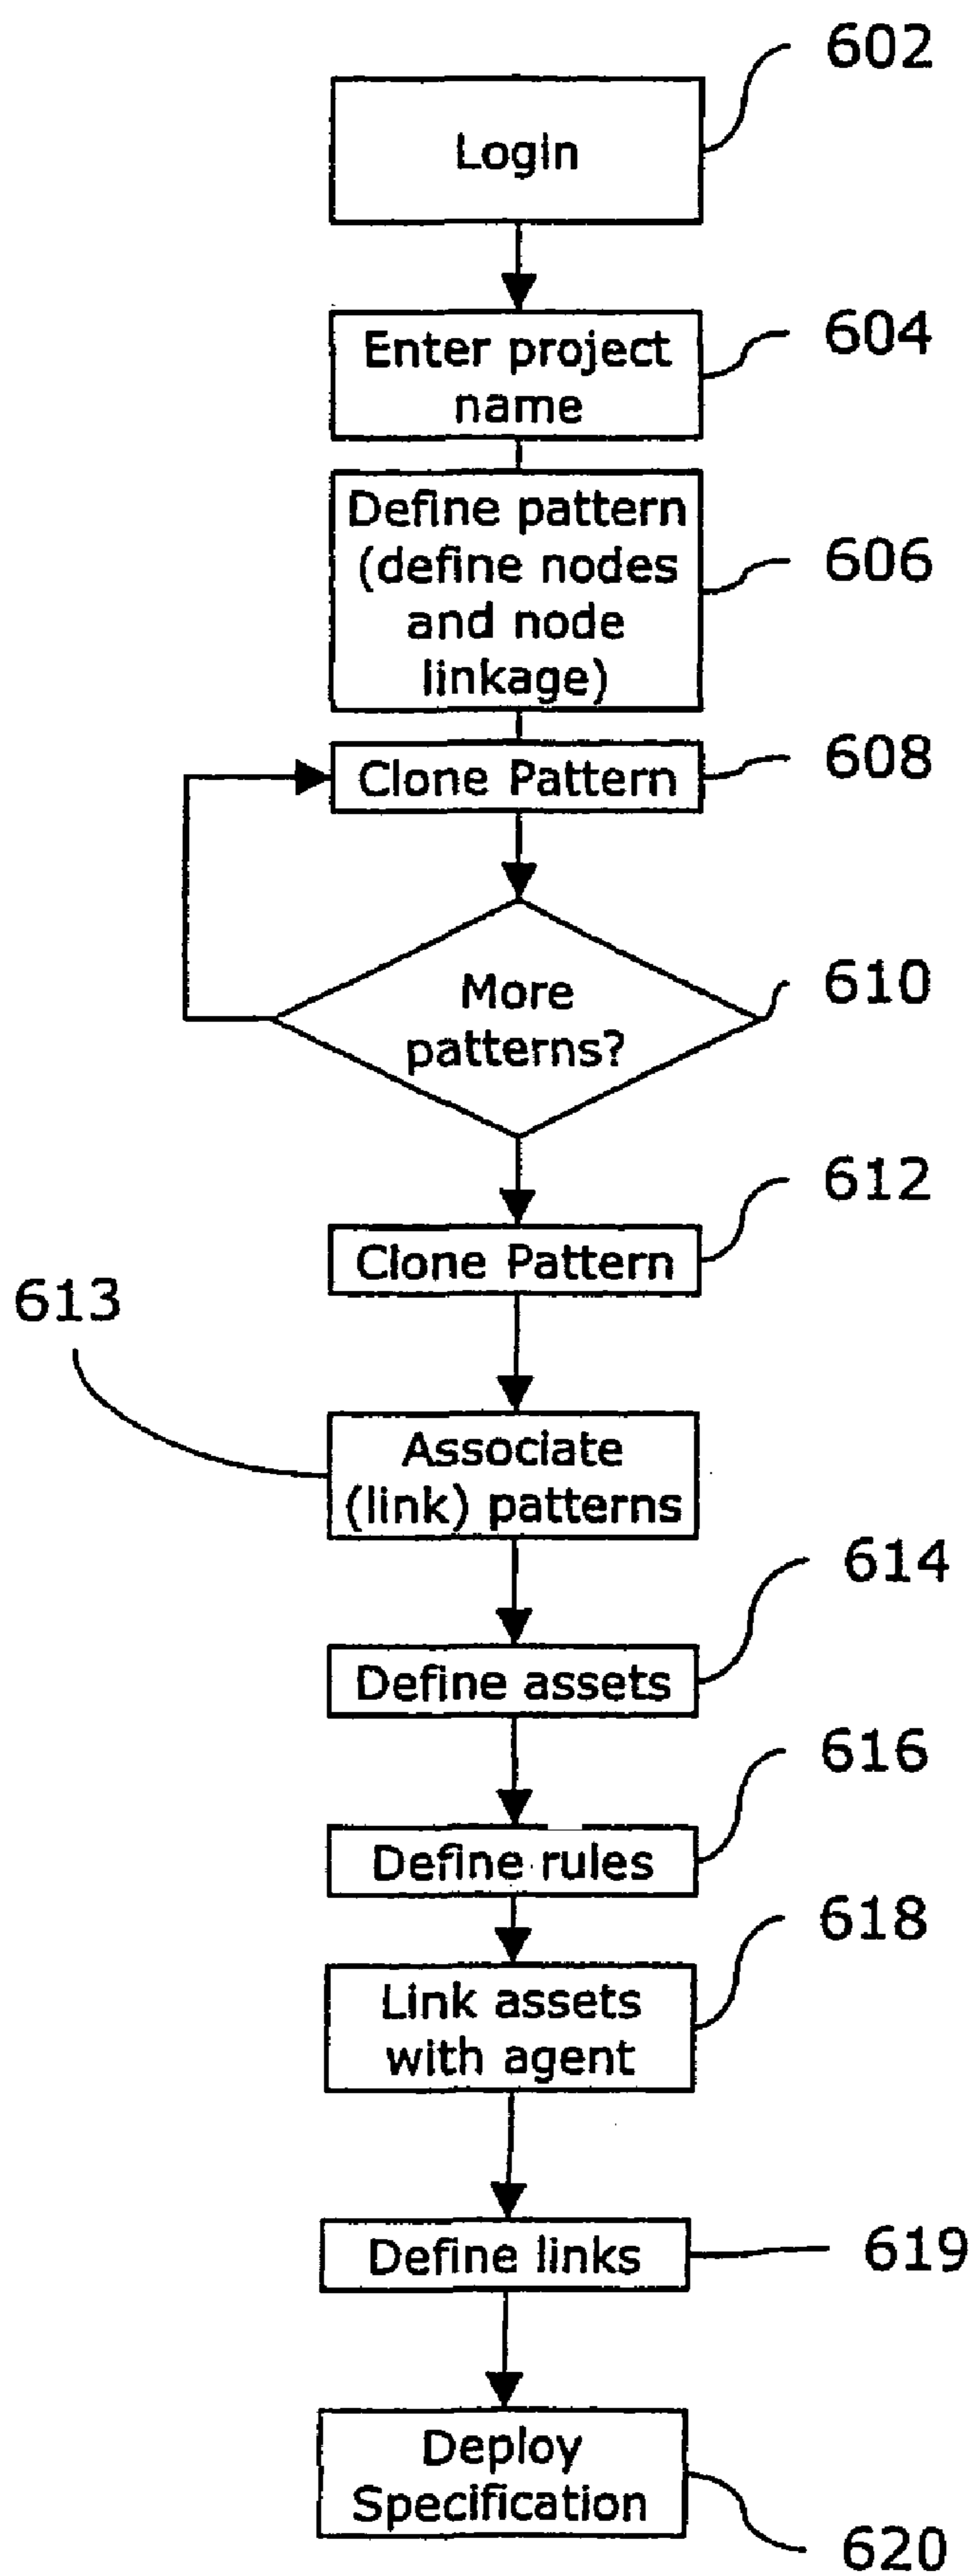 602
Login
604
Enter project
name
606
Define pattern
(define nodes
and node
linkage)
608
Clone Pattern
610
More
patterns?
612
Clone Pattern
613
Associate
(link) patterns
614
Define assets
616
Define rules
618
Link assets
with agent
619
Define links
Deploy
Specification
620